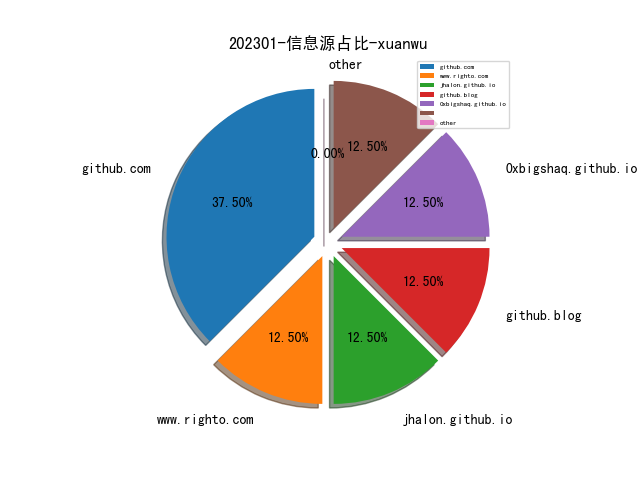 202301-信息源占比-xuanwu
other
github.com
www.righto.com
jhalon.github.io
github.blog
0xbigshaq.github.io
other
12.50%
0.00%
github.com
0xbigshaq.github.io
37.50%
12.50%
12.50%
github.blog
12.50%
12.50%
www.righto.com
jhalon.github.io